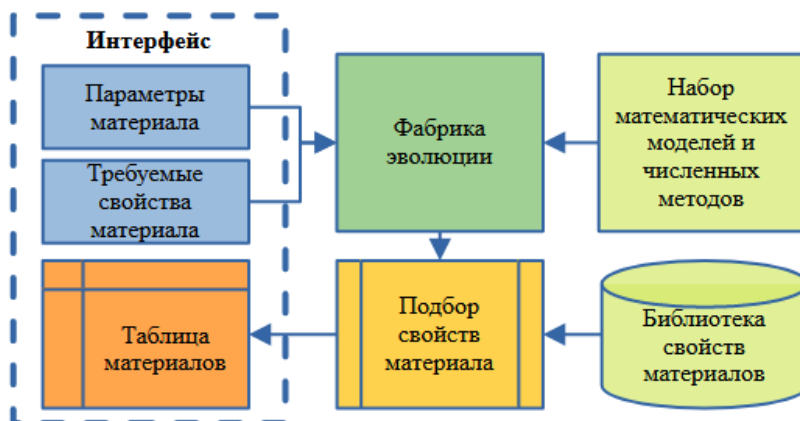 Интерфейс
Параметры
материала
Требуемые
свойства
материала
Таблица
материалов
Фабрика
эволюции
Подбор
свойств
материала
Набор
математических
моделей и
численных
методов
Библиотека
свойств
материалов